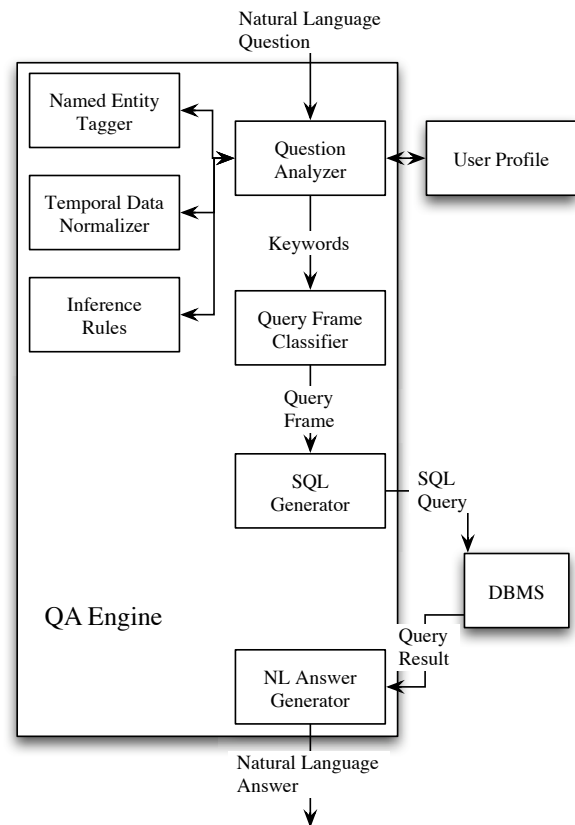 Natural Language
Question
Named Entity
Tagger
Question
Analyzer
User Profile
Temporal Data
Normalizer
Keywords
Inference
Rules
Query Frame
Classifier
Query
Frame
SQL
Generator
SQL
Query
DBMS
QA Engine
Query
Result
NL Answer
Generator
Natural Language
Answer